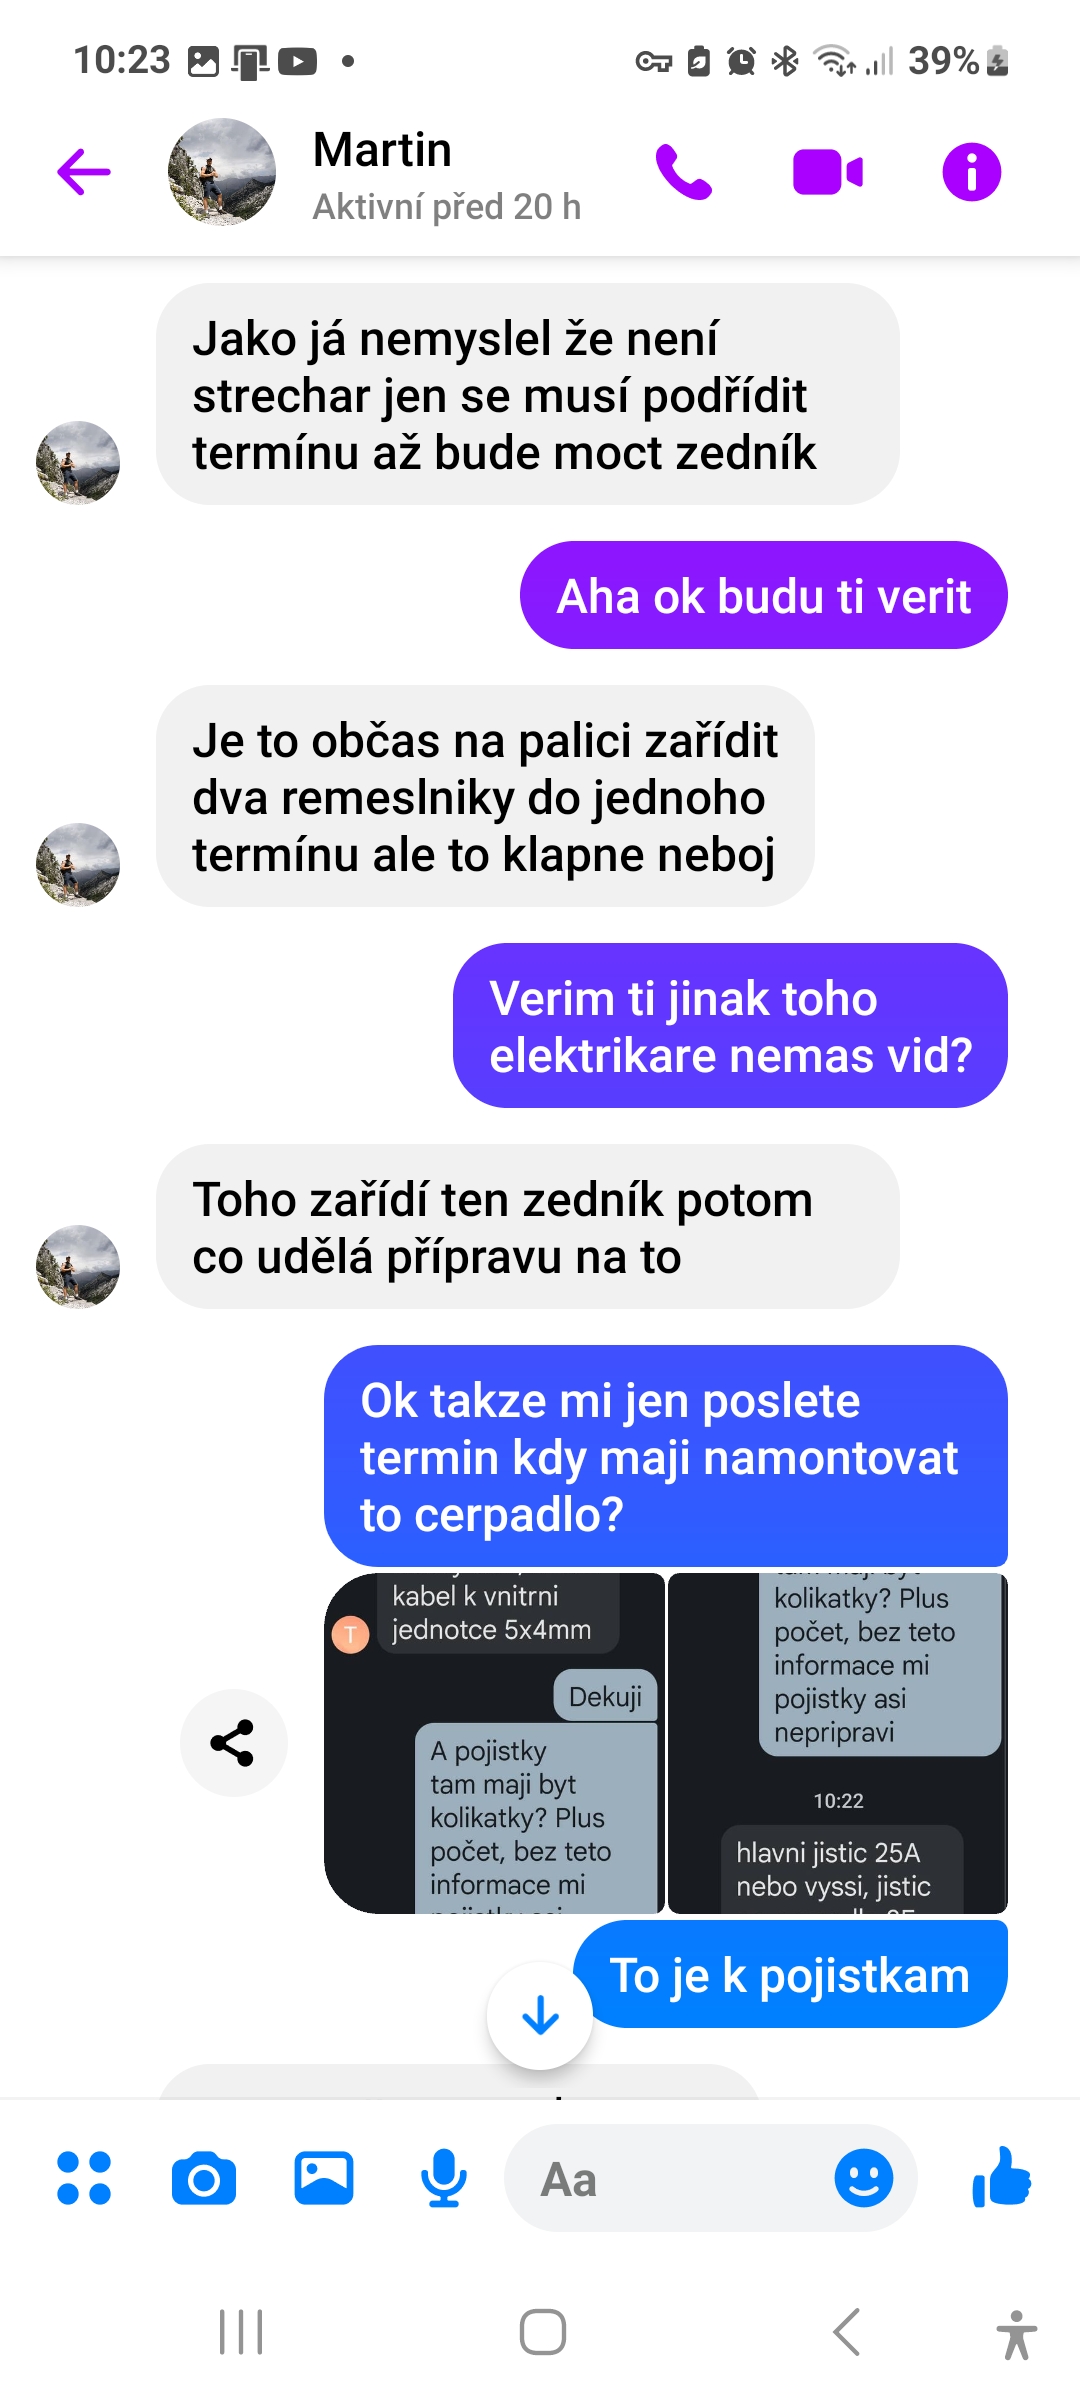 10:23
39%
Martin
Aktivní před 20 h
Jako já nemyslel že není
strechar jen se musí podřídit
termínu až bude moct zedník
Aha ok budu ti verit
Je to občas na palici zařídit
dva remeslniky do jednoho
termínu ale to klapne neboj
Verim ti jinak toho
elektrikare nemas vid?
Toho zařídí ten zedník potom
co udělá přípravu na to
Ok takze mi jen poslete
termin kdy maji namontovat
to cerpadlo?
kabel k vnitrni
jednotce 5x4mm
T
Dekuji
A pojistky
tam maji byt
kolikatky? Plus
počet, bez teto
informace mi
kolikatky? Plus
počet, bez teto
informace mi
pojistky asi
nepripravi
10:22
hlavni jistic 25A
nebo vyssi, jistic
To je k pojistkam
Aa